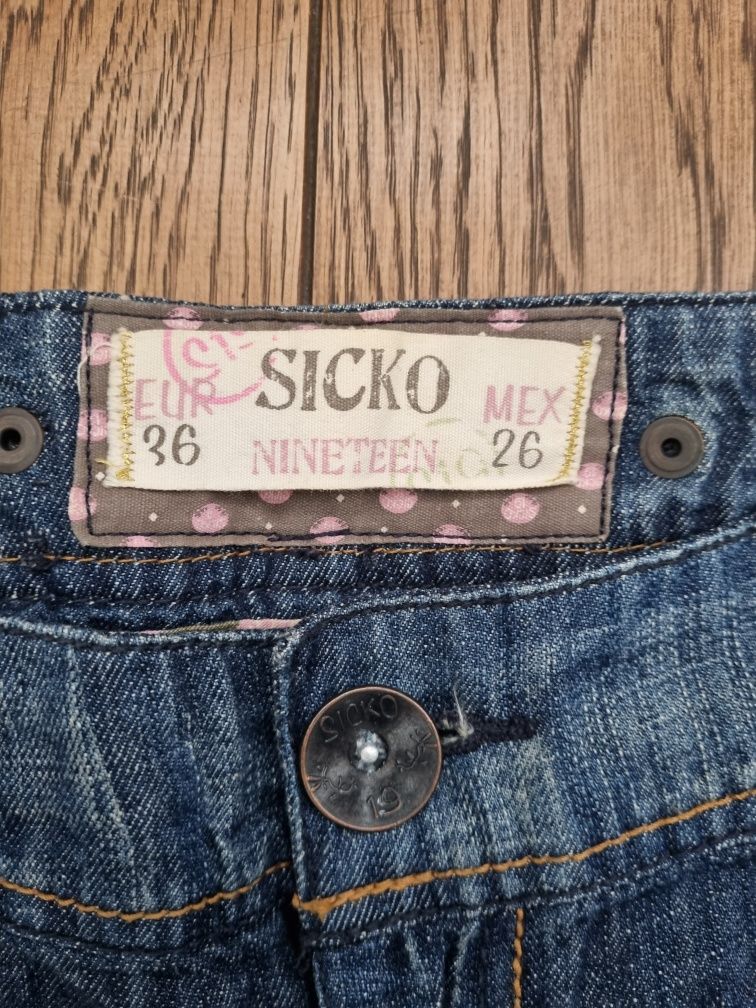 SICKO
EUR
36
NINETEEN
MEX
26
SICKO
19